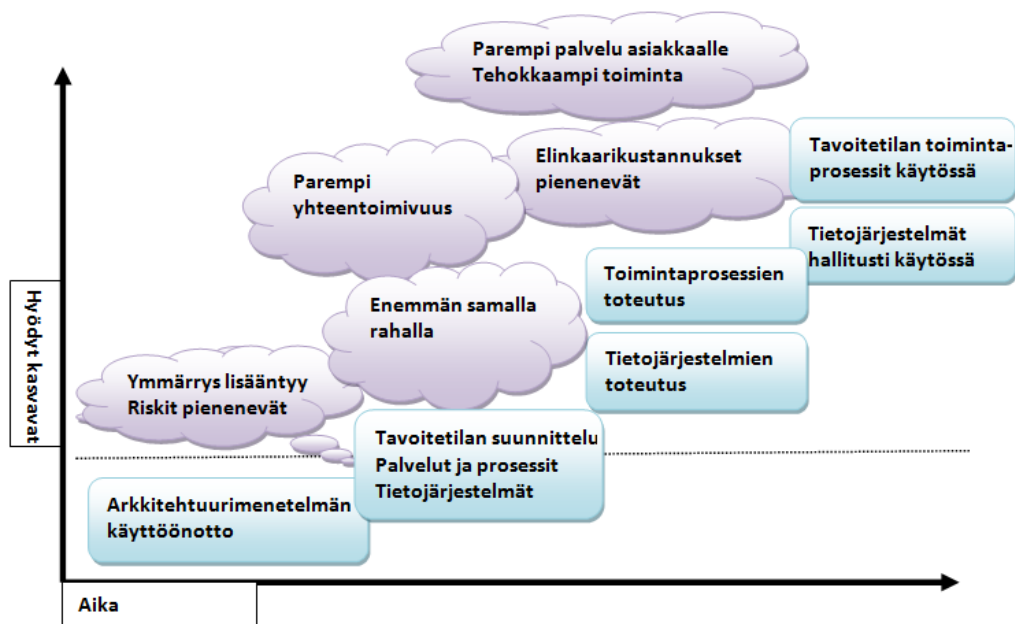 Parempi palvelu asiakkaalle
Tehokkaampi toiminta
Elinkaarikustannukset
pienenevät
Tavoitetilan toiminta-
prosessit käytössä
Parempi
yhteentoimivuus
Tietojärjestelmät
hallitusti käytössä
Toimintaprosessien
toteutus
Enemmän samalla
rahalla
Tietojärjestelmien
toteutus
Hyödyt kasvavat
Ymmärrys lisääntyy
Riskit pienenevät
Tavoitetilan suunnittelu
Palvelut ja prosessit
Tietojärjestelmät
Arkkitehtuurimenetelmän
käyttöönotto
Aika